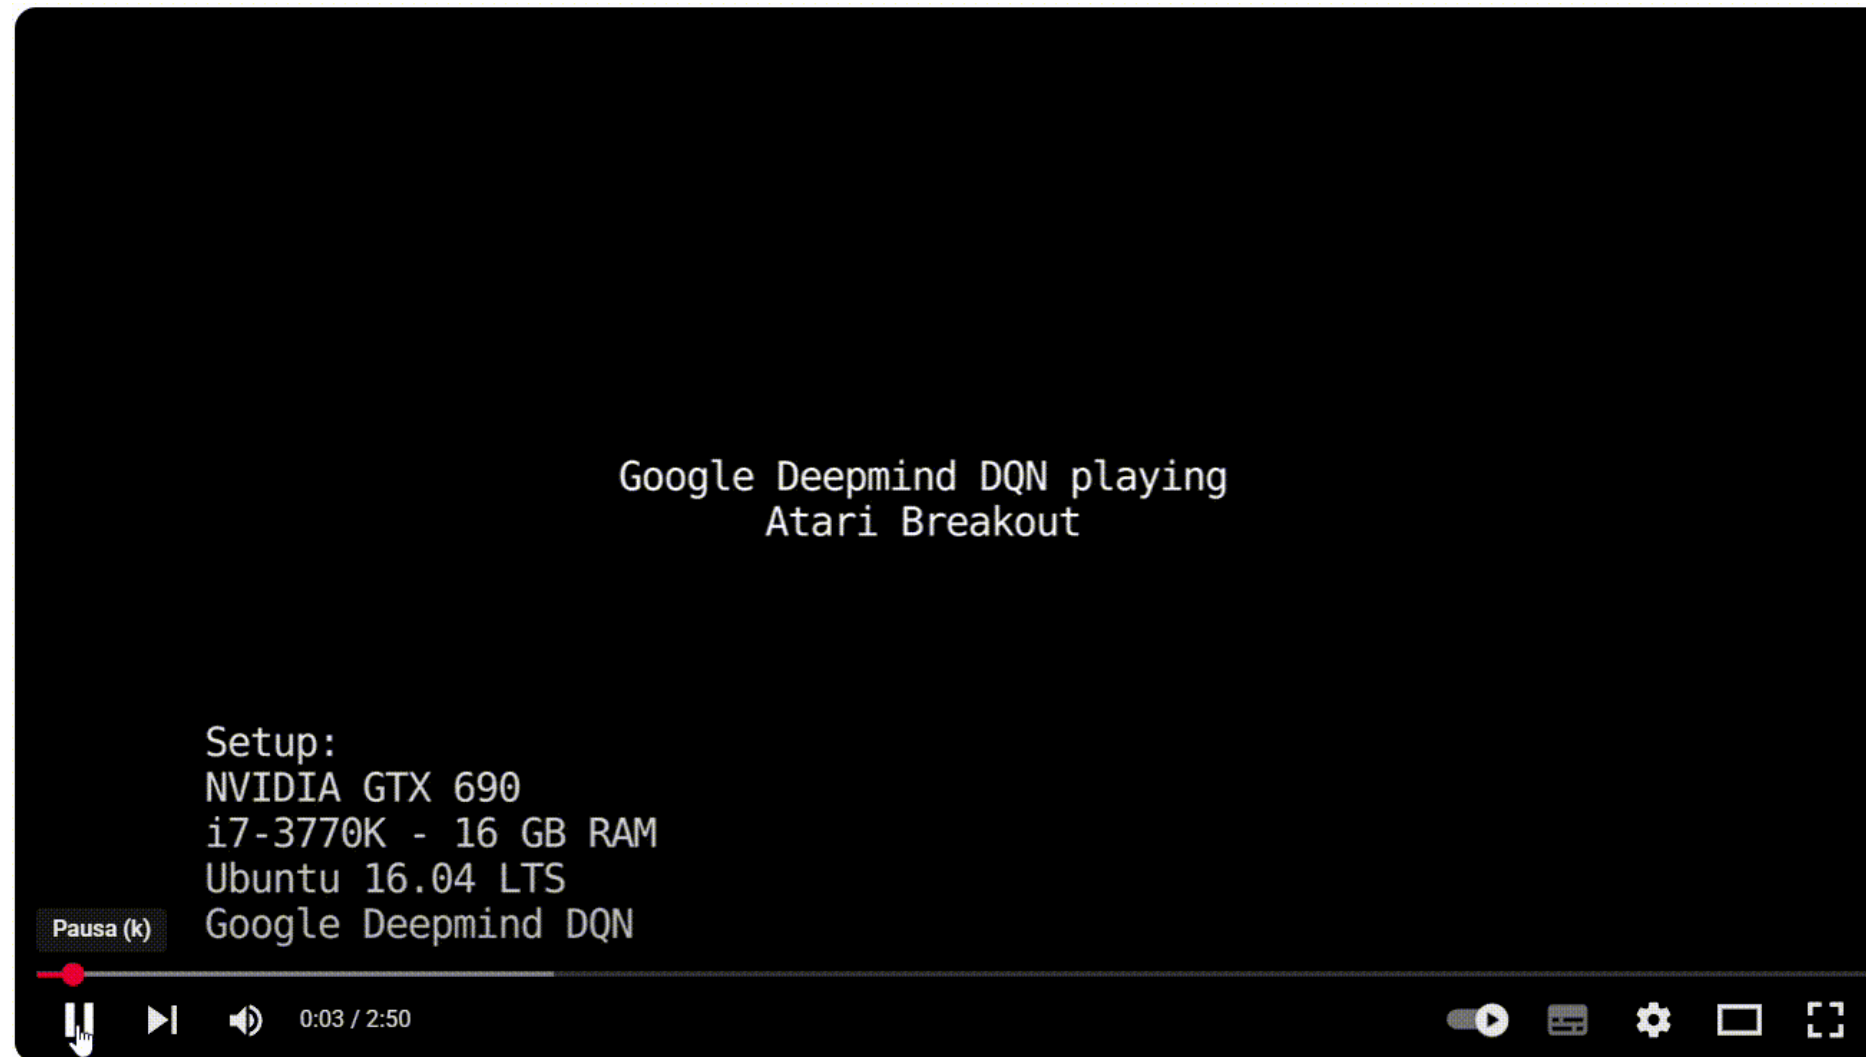 Google Deepmind DQN playing
Atari Breakout
Setup:
NVIDIA GTX 690
i7-3770K - 16 GB RAM
Ubuntu 16.04 LTS
Google Deepmind DQN
Pausa (k)
0:03 / 2:50